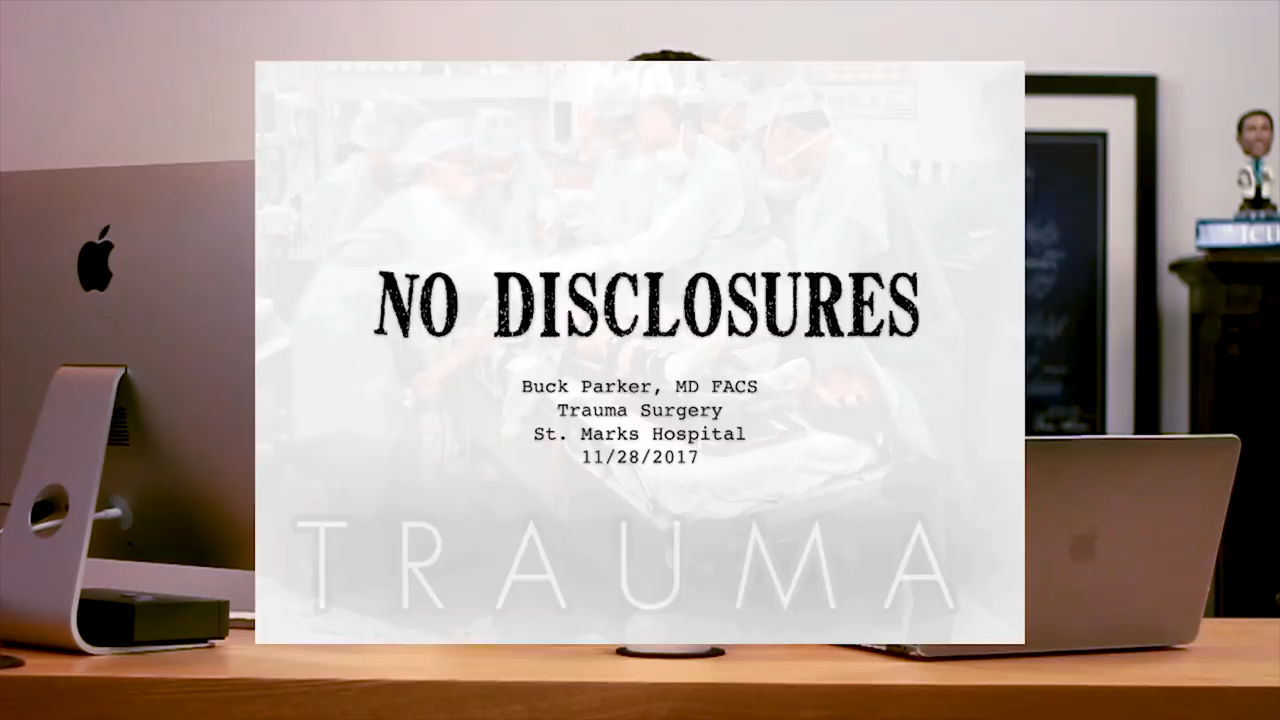 NO DISCLOSURES
Buck Parker, MD FACS
Trauma Surgery
St. Marks Hospital
11/28/2017
TRAUMA